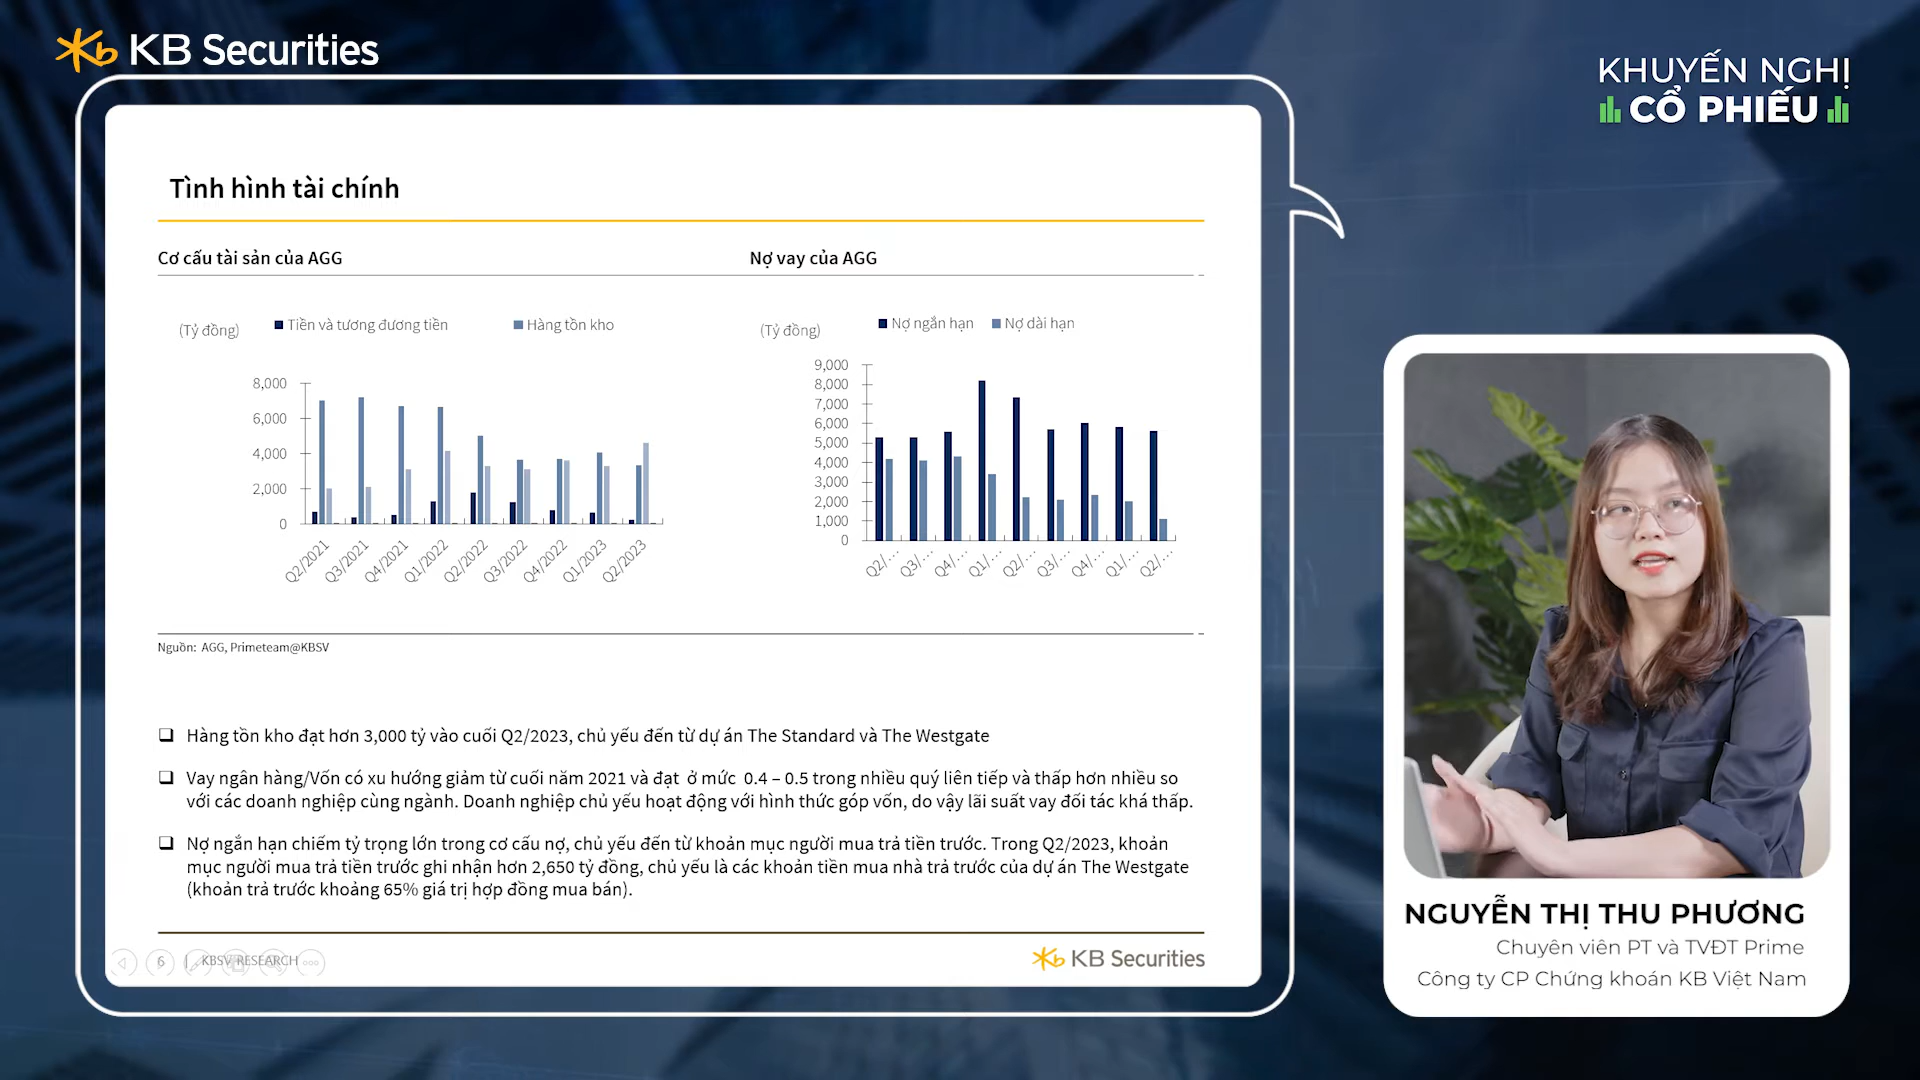 KB Securities
KHUYẾN NGHỊ
CỔ PHIẾU
Tình hình tài chính
Cơ cấu tài sản của AGG
(Tỷ đồng)
Tiền và tương đương tiền
Hàng tồn kho
8,000
6,000
4,000
2,000
0
Q2/2021
Q3/2021
Q4/2021
Q1/2022
Q2/2022
Q3/2022
Q4/2022
Q1/2023
Q2/2023
Nợ vay của AGG
(Tỷ đồng)
Nợ ngắn hạn
Nợ dài hạn
9,000
8,000
7,000
6,000
5,000
4,000
3,000
2,000
1,000
0
Q2/...
Q3/...
Q4/...
Q1/...
Q2/...
Q3/...
Q4/...
Q1/...
Q2/...
Nguồn: AGG, Primeteam@KBSV
Hàng tồn kho đạt hơn 3,000 tỷ vào cuối Q2/2023, chủ yếu đến từ dự án The Standard và The Westgate
Vay ngân hàng/Vốn có xu hướng giảm từ cuối năm 2021 và đạt ở mức 0.4 – 0.5 trong nhiều quý liên tiếp và thấp hơn nhiều so
với các doanh nghiệp cùng ngành. Doanh nghiệp chủ yếu hoạt động với hình thức góp vốn, do vậy lãi suất vay đối tác khá thấp.
Nợ ngắn hạn chiếm tỷ trọng lớn trong cơ cấu nợ, chủ yếu đến từ khoản mục người mua trả tiền trước. Trong Q2/2023, khoản
mục người mua trả tiền trước ghi nhận hơn 2,650 tỷ đồng, chủ yếu là các khoản tiền mua nhà trả trước của dự án The Westgate
(khoản trả trước khoảng 65% giá trị hợp đồng mua bán).
6 | KBSV RESEARCH
KB Securities
NGUYỄN THỊ THU PHƯƠNG
Chuyên viên PT và TVĐT Prime
Công ty CP Chứng khoán KB Việt Nam